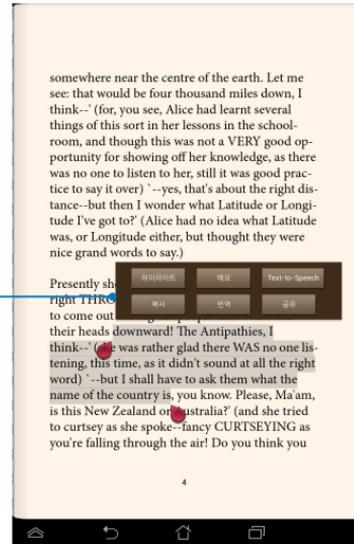 somewhere near the centre of the earth. Let me
see: that would be four thousand miles down, I
think--' (for, you see, Alice had learnt several
things of this sort in her lessons in the school-
room, and though this was not a VERY good op-
portunity for showing off her knowledge, as there
was no one to listen to her, still it was good prac-
tice to say it over) `--yes, that's about the right dis-
tance--but then I wonder what Latitude or Longi-
tude I've got to?' (Alice had no idea what Latitude
was, or Longitude either, but thought they were
nice grand words to say.)
Presently sh
right THRO
하이라이트 메모 Text-to-Speech
복사 번역 공유
to come out
their heads downward! The Antipathies, I
think--' (she was rather glad there WAS no one lis-
tening, this time, as it didn't sound at all the right
word) `--but I shall have to ask them what the
name of the country is, you know. Please, Ma'am,
is this New Zealand or Australia?' (and she tried
to curtsey as she spoke--fancy CURTSEYING as
you're falling through the air! Do you think you
4